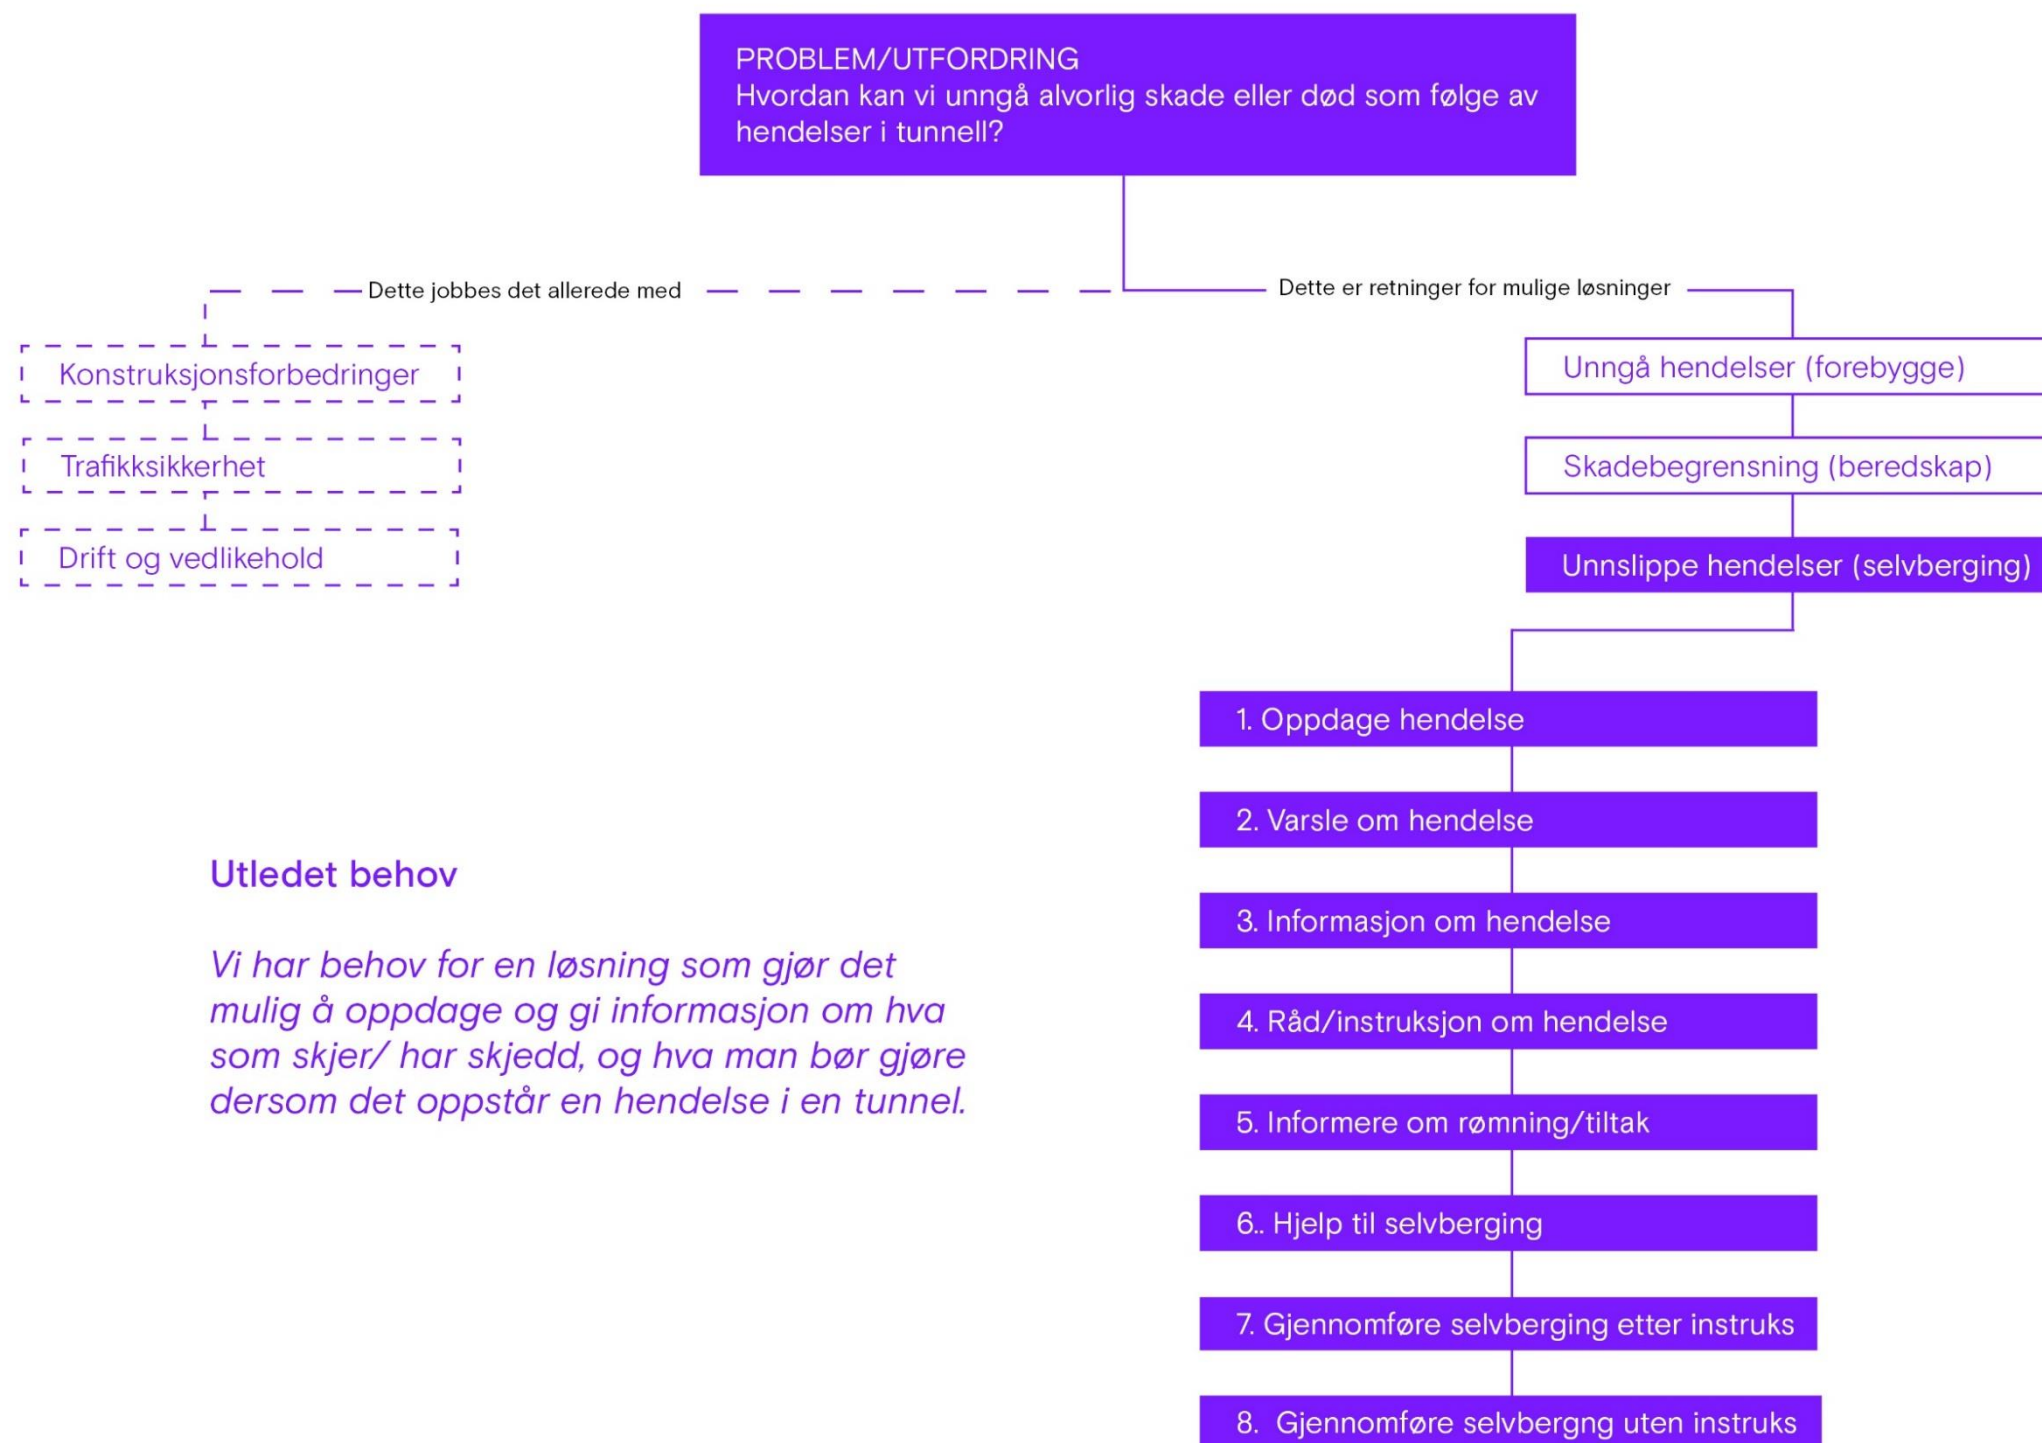 PROBLEM/UTFORDRING
Hvordan kan vi unngå alvorlig skade eller død som følge av
hendelser i tunnell?
Dette jobbes det allerede med
Dette er retninger for mulige løsninger
Konstruksjonsforbedringer
Trafikksikkerhet
Drift og vedlikehold
Unngå hendelser (forebygge)
Skadebegrensning (beredskap)
Unnslippe hendelser (selvberging)
1. Oppdage hendelse
2. Varsle om hendelse
3. Informasjon om hendelse
4. Råd/instruksjon om hendelse
5. Informere om rømning/tiltak
6.. Hjelp til selvberging
7. Gjennomføre selvberging etter instruks
8. Gjennomføre selvbergng uten instruks
Utledet behov
Vi har behov for en løsning som gjør det
mulig å oppdage og gi informasjon om hva
som skjer/ har skjedd, og hva man bør gjøre
dersom det oppstår en hendelse i en tunnel.